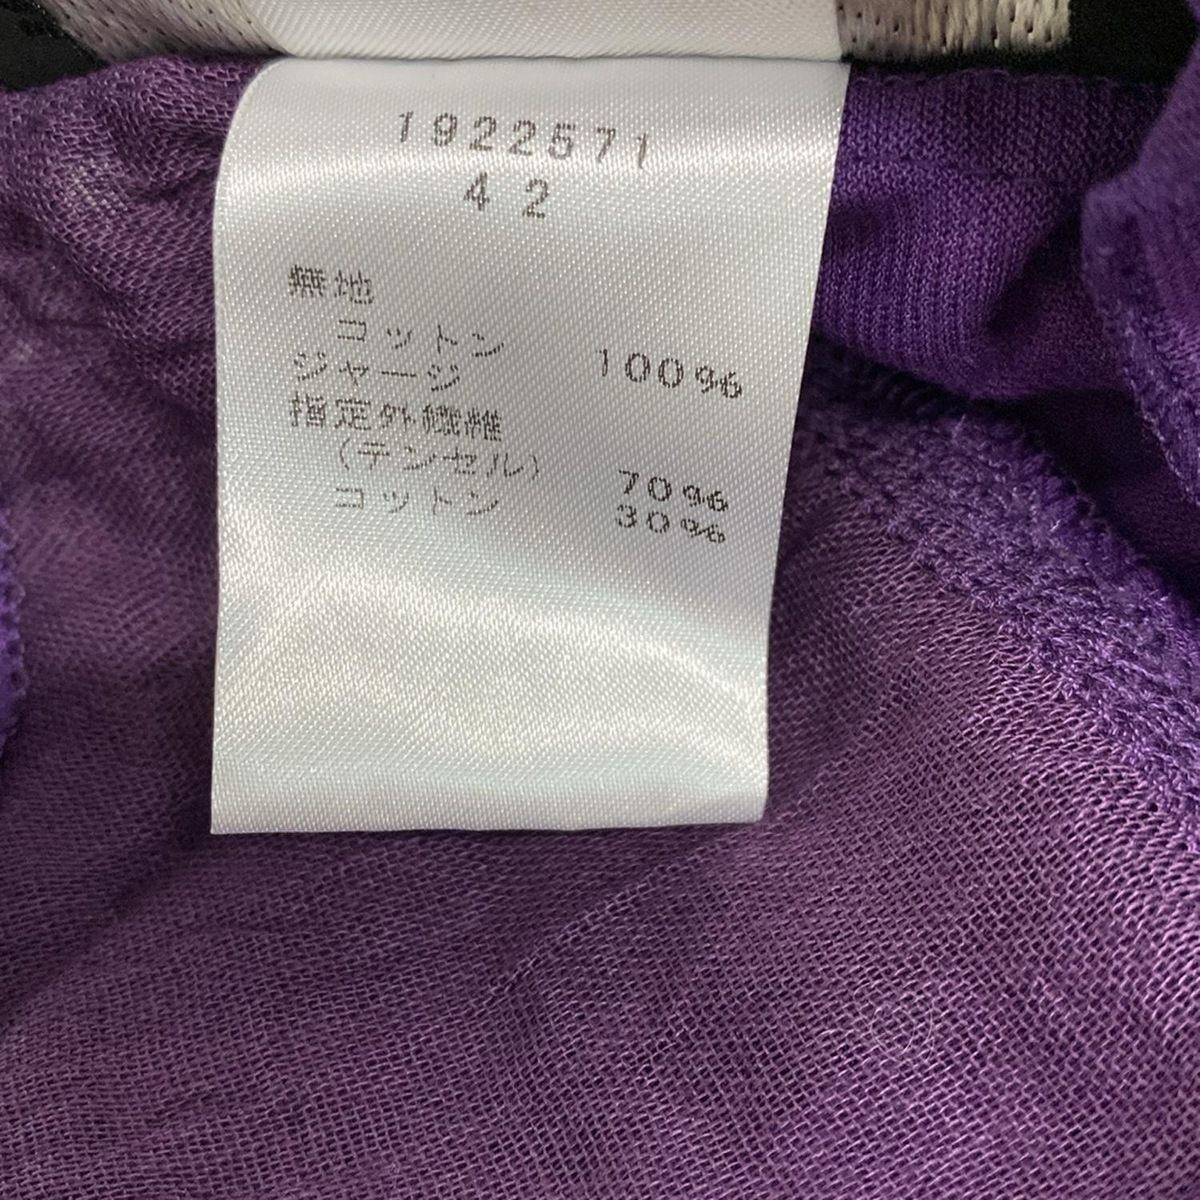 1922571
42
無地
コットン 100%
ジャージ
指定外繊維
(テンセル) 70%
コットン 30%